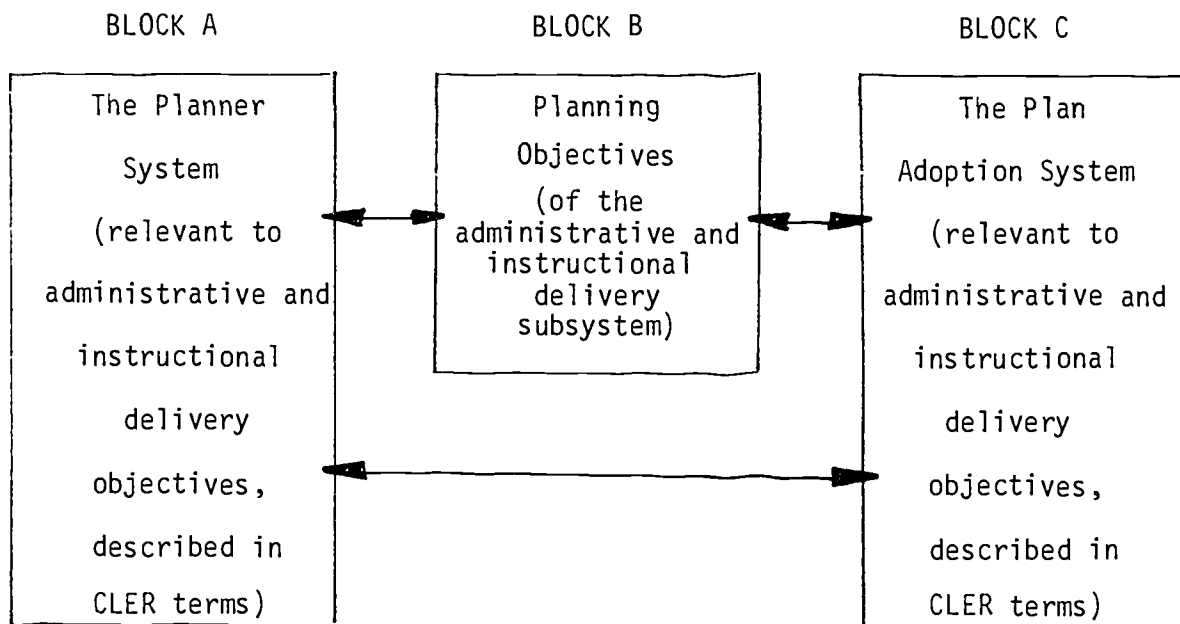 BLOCK A
The Planner
System
(relevant to
administrative and
instructional
delivery
objectives,
described in
CLER terms)
BLOCK B
Planning
Objectives
(of the
administrative and
instructional
delivery
subsystem)
BLOCK C
The Plan
Adoption System
(relevant to
administrative and
instructional
delivery
objectives,
described in
CLER terms)